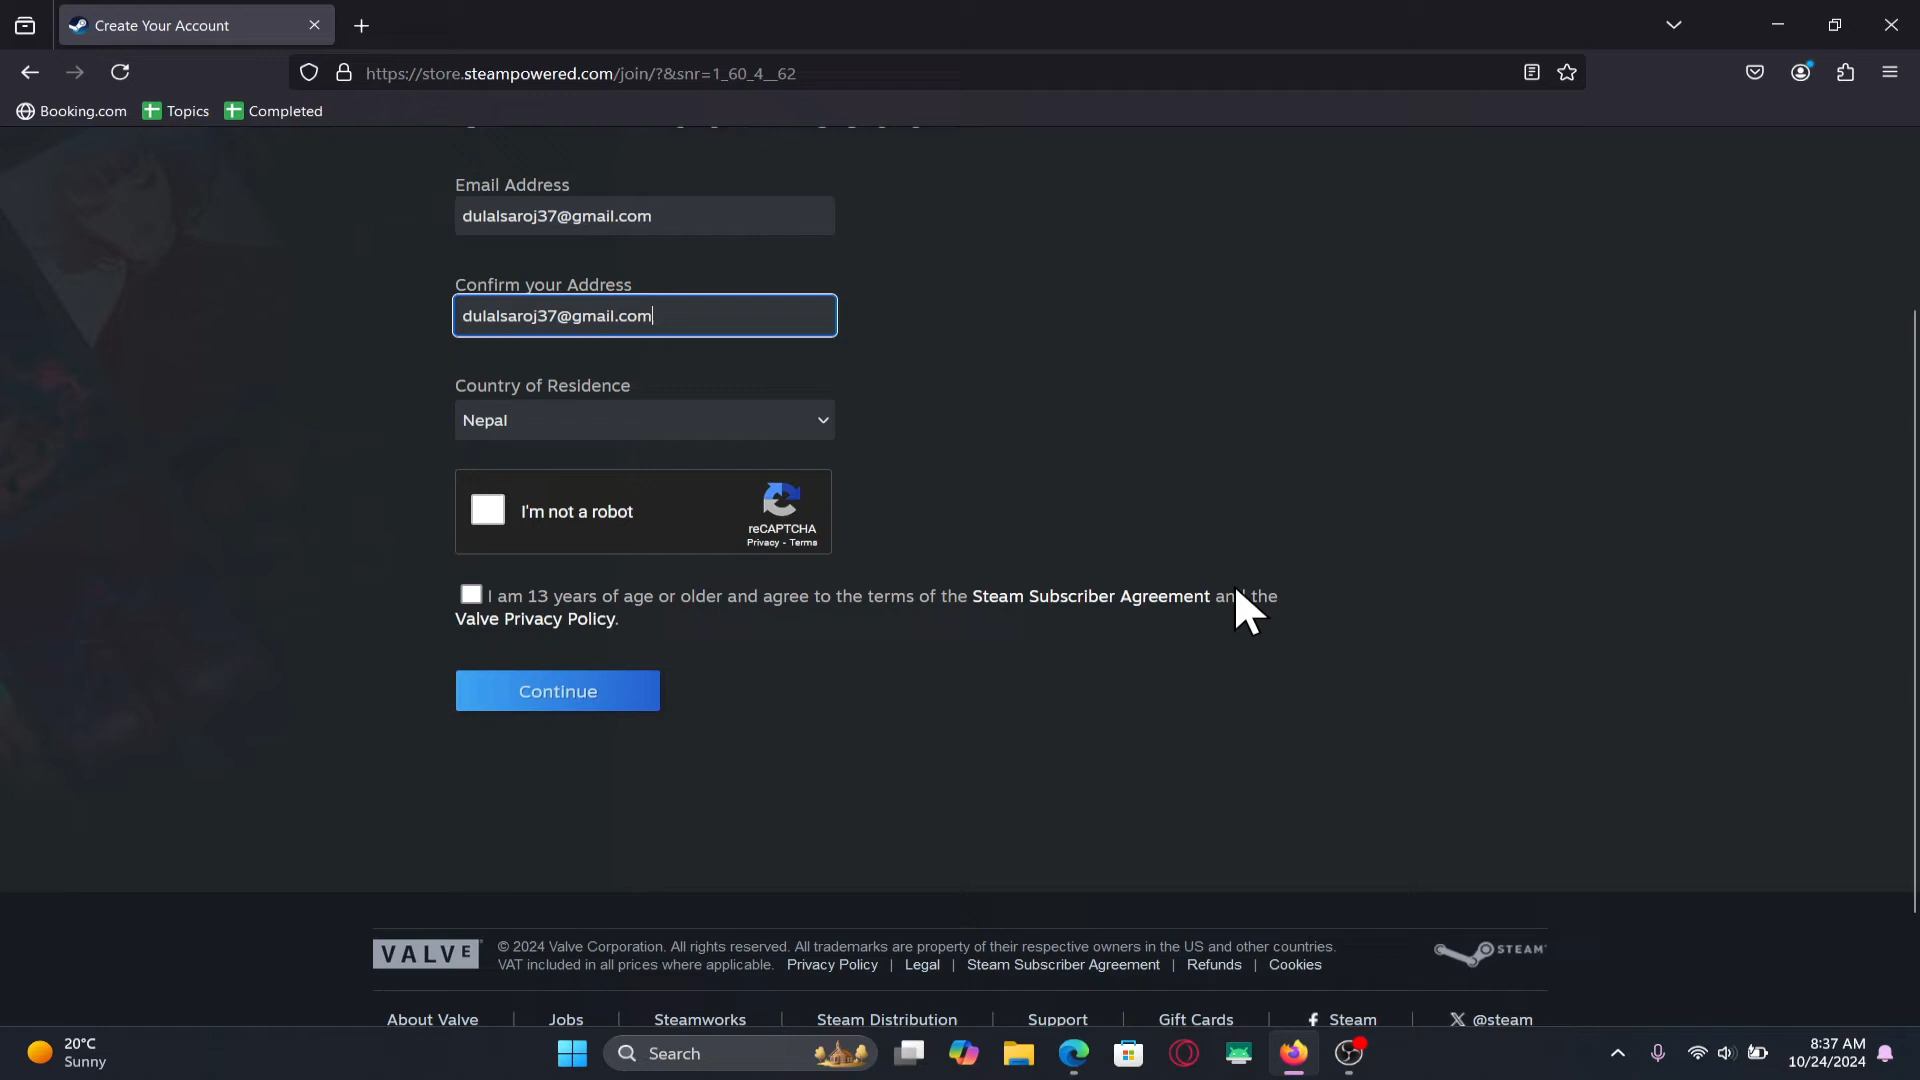 Create Your Account
https://store.steampowered.com/join/?&snr=1_60_4__62
Booking.com
Topics
Completed
Email Address
dulalsaroj37@gmail.com
Confirm your Address
dulalsaroj37@gmail.com
Country of Residence
Nepal
I'm not a robot
reCAPTCHA
Privacy - Terms
I am 13 years of age or older and agree to the terms of the Steam Subscriber Agreement and the
Valve Privacy Policy.
Continue
VALVE
© 2024 Valve Corporation. All rights reserved. All trademarks are property of their respective owners in the US and other countries.
VAT included in all prices where applicable. Privacy Policy | Legal | Steam Subscriber Agreement | Refunds | Cookies
STEAM
About Valve | Jobs | Steamworks | Steam Distribution | Support | Gift Cards | Steam | @steam
20°C
Sunny
Search
8:37 AM
10/24/2024